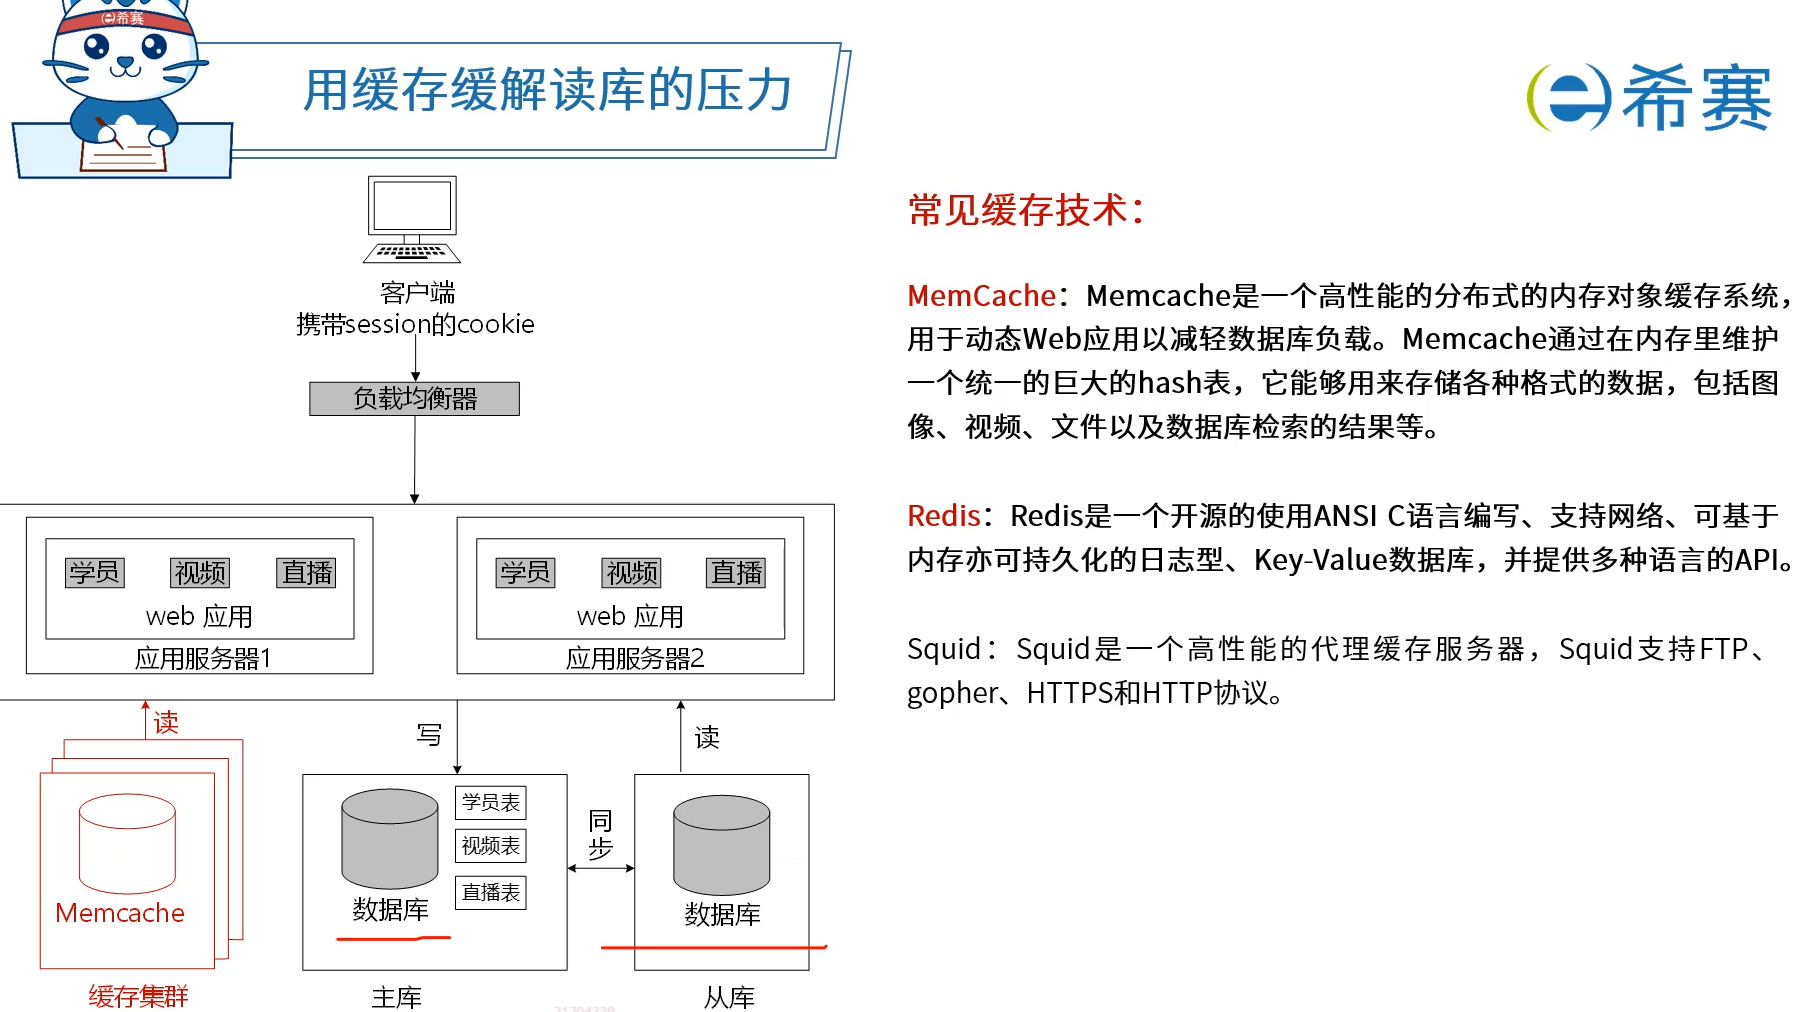 e希赛
用缓存缓解读库的压力
e希赛
客户端
携带session的cookie
负载均衡器
学员 视频 直播
web 应用
应用服务器1
学员 视频 直播
web 应用
应用服务器2
读
写
读
Memcache
缓存集群
学员表
视频表
直播表
数据库
主库
同
步
数据库
从库
常见缓存技术：
MemCache：Memcache是一个高性能的分布式的内存对象缓存系统，
用于动态Web应用以减轻数据库负载。Memcache通过在内存里维护
一个统一的巨大的hash表，它能够用来存储各种格式的数据，包括图
像、视频、文件以及数据库检索的结果等。
Redis：Redis是一个开源的使用ANSI C语言编写、支持网络、可基于
内存亦可持久化的日志型、Key-Value数据库，并提供多种语言的API。
Squid：Squid是一个高性能的代理缓存服务器，Squid支持FTP、
gopher、HTTPS和HTTP协议。